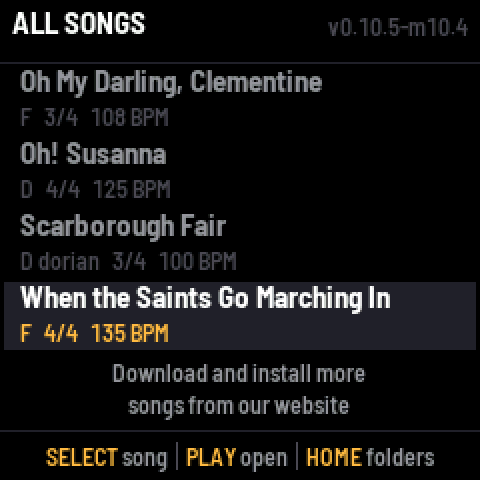 ALL SONGS v0.10.5-m10.4
Oh My Darling, Clementine
F 3/4 108 BPM
Oh! Susanna
D 4/4 125 BPM
Scarborough Fair
D dorian 3/4 100 BPM
When the Saints Go Marching In
F 4/4 135 BPM
Download and install more
songs from our website
SELECT song | PLAY open | HOME folders